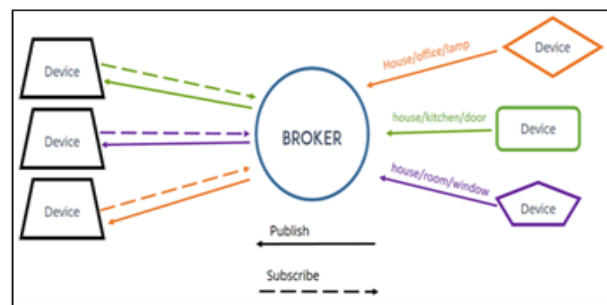 Device
Device
Device
BROKER
House/office/lamp
house/kitchen/door
house/room/window
Device
Device
Device
Publish
Subscribe